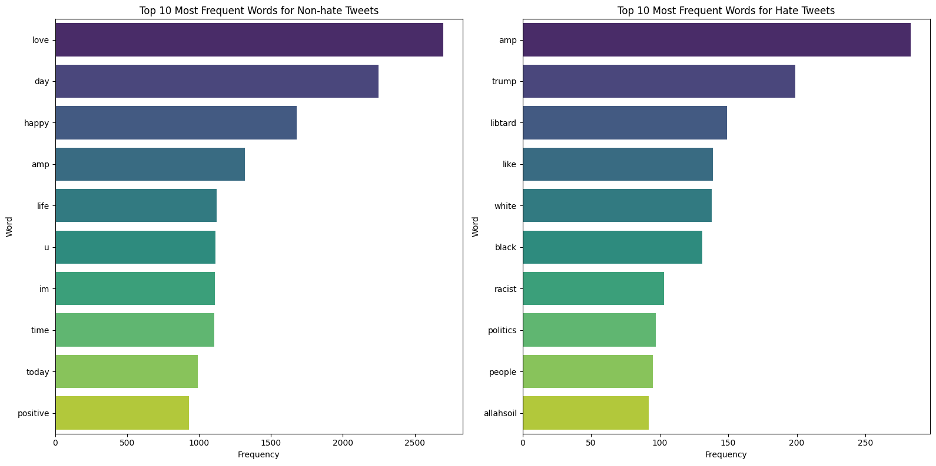 Top 10 Most Frequent Words for Non-hate Tweets
Word
love
day
happy
amp
life
u
im
time
today
positive
0 500 1000 1500 2000 2500
Frequency
Top 10 Most Frequent Words for Hate Tweets
Word
amp
trump
libtard
like
white
black
racist
politics
people
allahsoil
0 50 100 150 200 250
Frequency